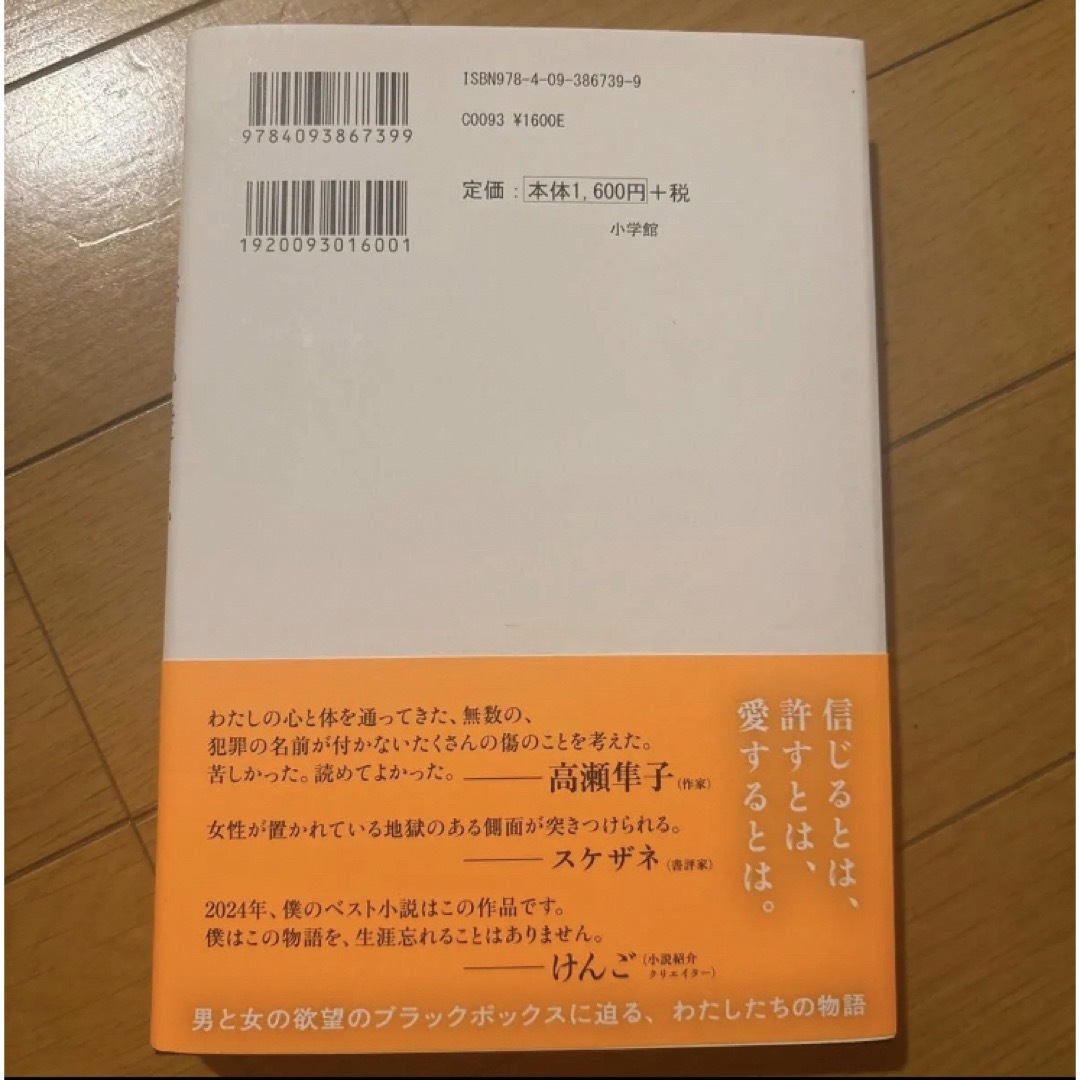 ISBN978-4-09-386739-9
9784093867399
C0093 ¥1600E
定価：本体1,600円＋税
1920093016001
小学館
信じるとは、
許すとは、
愛するとは。
わたしの心と体を通ってきた、無数の、
犯罪の名前が付かないたくさんの傷のことを考えた。
苦しかった。読めてよかった。――高瀬隼子（作家）
女性が置かれている地獄のある側面が突きつけられる。
――スケザネ（書評家）
2024年、僕のベスト小説はこの作品です。
僕はこの物語を、生涯忘れることはありません。
――けんご（小説紹介クリエイター）
男と女の欲望のブラックボックスに迫る、わたしたちの物語